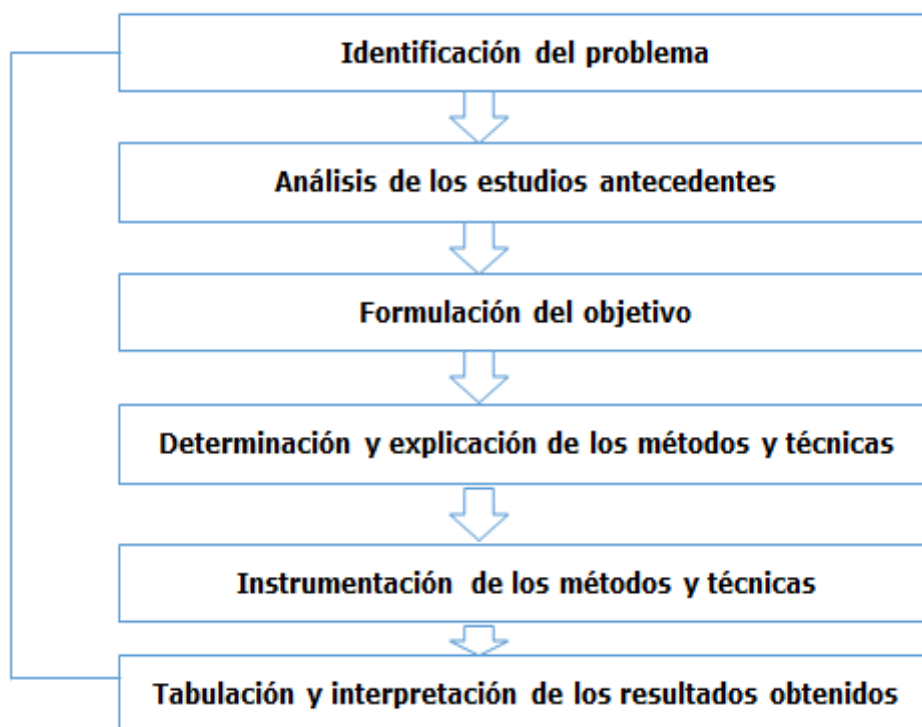 Identificación del problema
Análisis de los estudios antecedentes
Formulación del objetivo
Determinación y explicación de los métodos y técnicas
Instrumentación de los métodos y técnicas
Tabulación y interpretación de los resultados obtenidos